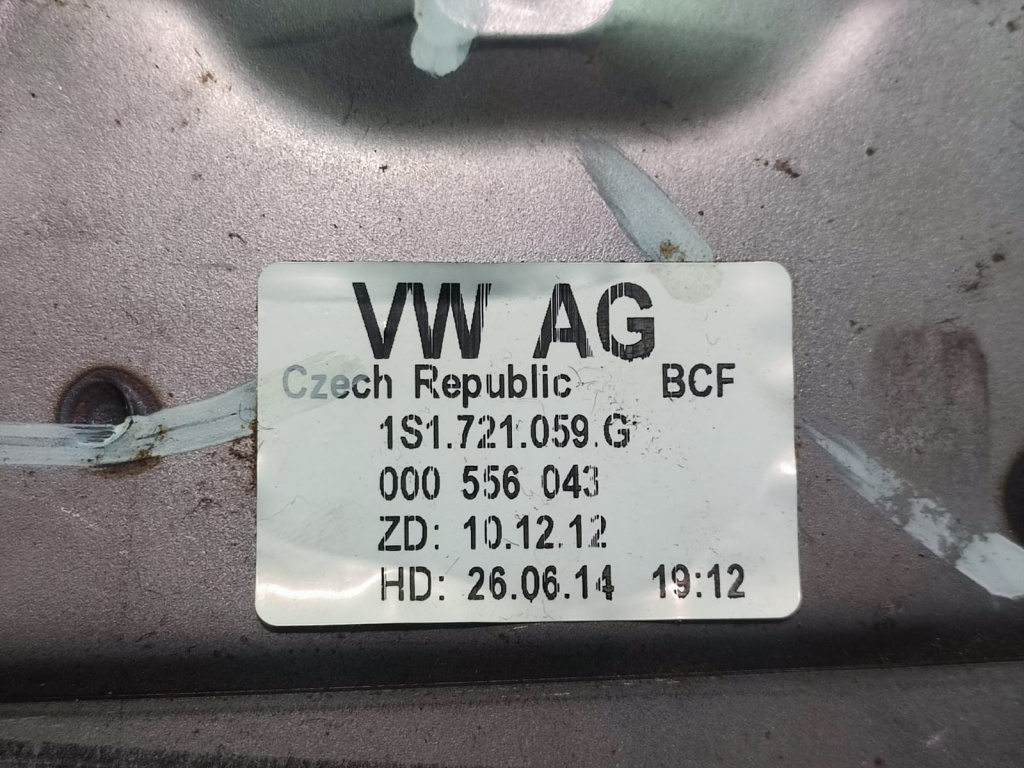 VW AG
Czech Republic BCF
1S1.721.059.G
000 556 043
ZD: 10.12.12
HD: 26.06.14 19:12